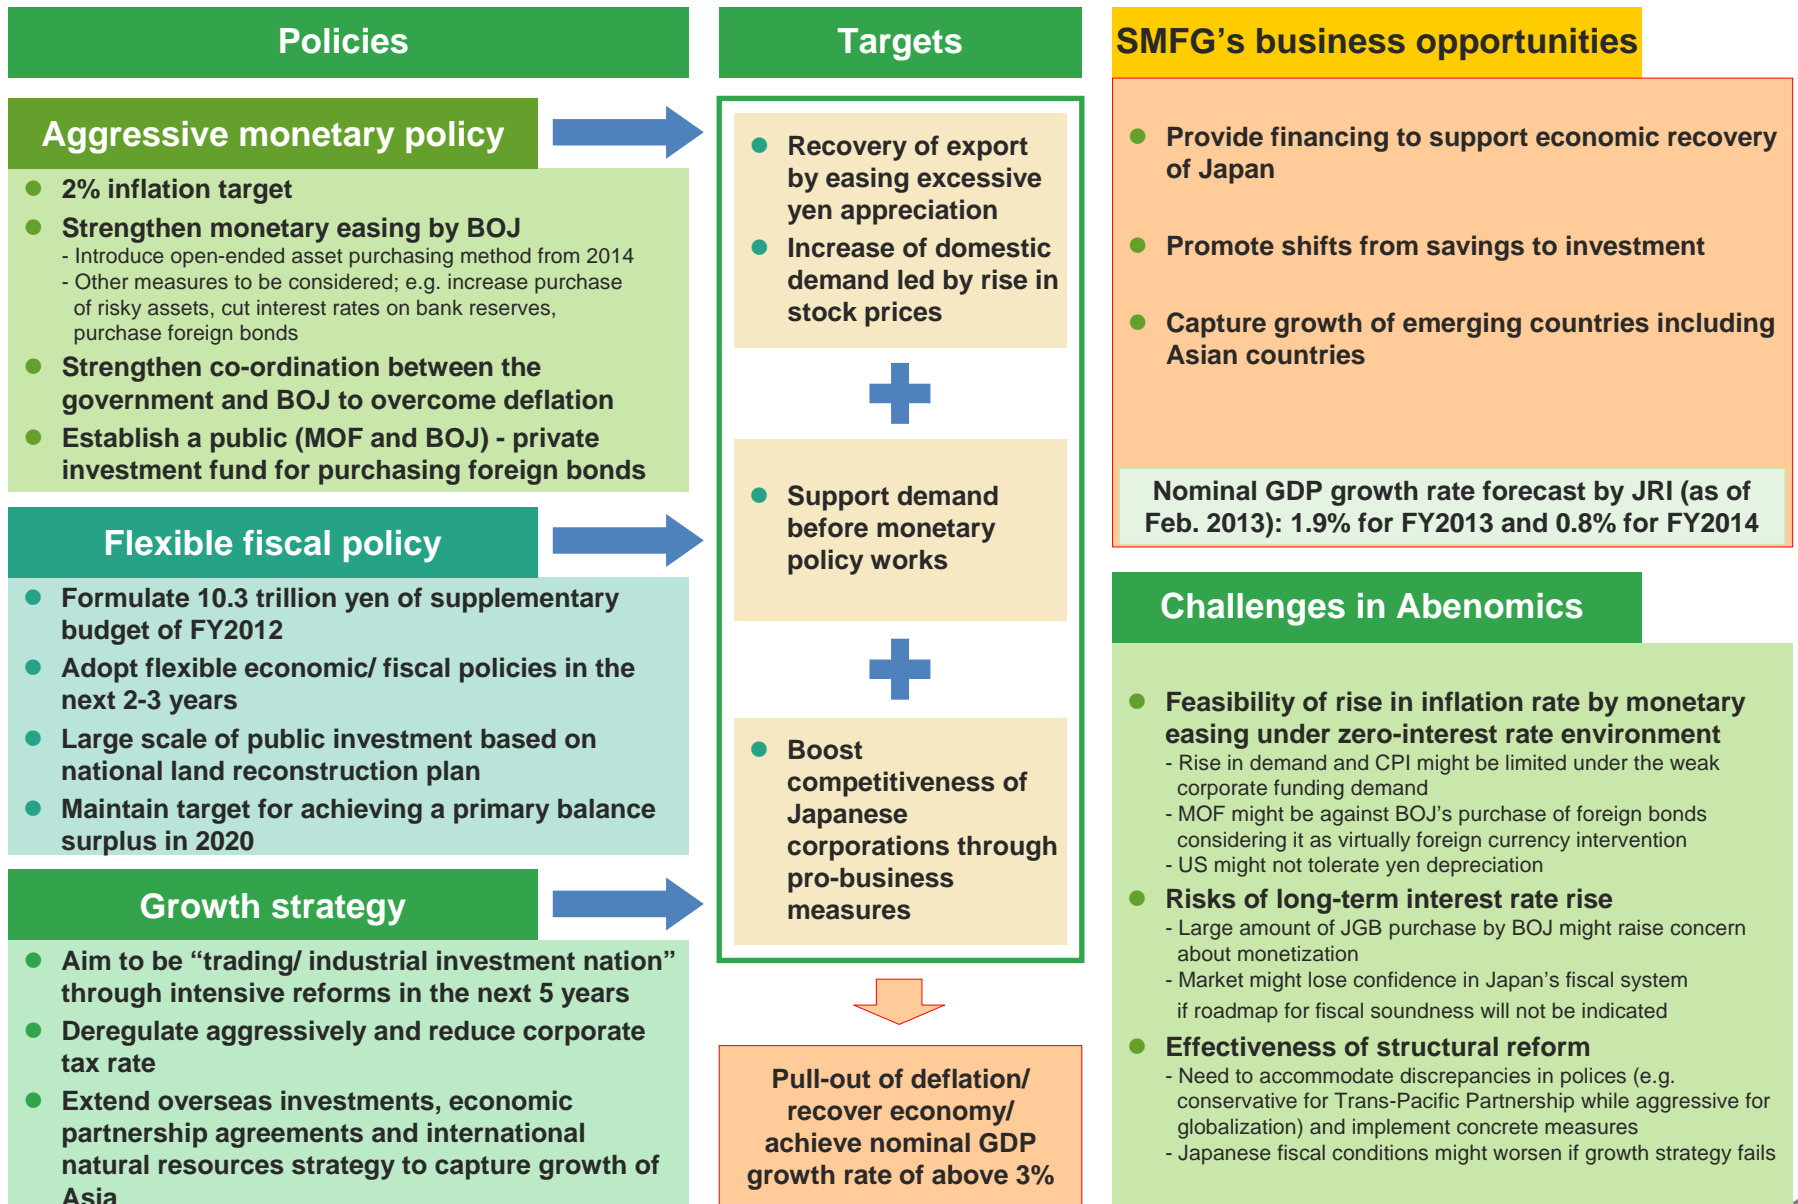 Policies
Aggressive monetary policy
● 2% inflation target
● Strengthen monetary easing by BOJ
- Introduce open-ended asset purchasing method from 2014
- Other measures to be considered; e.g. increase purchase
of risky assets, cut interest rates on bank reserves,
purchase foreign bonds
● Strengthen co-ordination between the
government and BOJ to overcome deflation
● Establish a public (MOF and BOJ) - private
investment fund for purchasing foreign bonds
Flexible fiscal policy
● Formulate 10.3 trillion yen of supplementary
budget of FY2012
● Adopt flexible economic/ fiscal policies in the
next 2-3 years
● Large scale of public investment based on
national land reconstruction plan
● Maintain target for achieving a primary balance
surplus in 2020
Growth strategy
● Aim to be “trading/ industrial investment nation”
through intensive reforms in the next 5 years
● Deregulate aggressively and reduce corporate
tax rate
● Extend overseas investments, economic
partnership agreements and international
natural resources strategy to capture growth of
Asia
Targets
● Recovery of export
by easing excessive
yen appreciation
● Increase of domestic
demand led by rise in
stock prices
● Support demand
before monetary
policy works
● Boost
competitiveness of
Japanese
corporations through
pro-business
measures
Pull-out of deflation/
recover economy/
achieve nominal GDP
growth rate of above 3%
SMFG’s business opportunities
● Provide financing to support economic recovery
of Japan
● Promote shifts from savings to investment
● Capture growth of emerging countries including
Asian countries
Nominal GDP growth rate forecast by JRI (as of
Feb. 2013): 1.9% for FY2013 and 0.8% for FY2014
Challenges in Abenomics
● Feasibility of rise in inflation rate by monetary
easing under zero-interest rate environment
- Rise in demand and CPI might be limited under the weak
corporate funding demand
- MOF might be against BOJ’s purchase of foreign bonds
considering it as virtually foreign currency intervention
- US might not tolerate yen depreciation
● Risks of long-term interest rate rise
- Large amount of JGB purchase by BOJ might raise concern
about monetization
- Market might lose confidence in Japan’s fiscal system
if roadmap for fiscal soundness will not be indicated
● Effectiveness of structural reform
- Need to accommodate discrepancies in polices (e.g.
conservative for Trans-Pacific Partnership while aggressive for
globalization) and implement concrete measures
- Japanese fiscal conditions might worsen if growth strategy fails